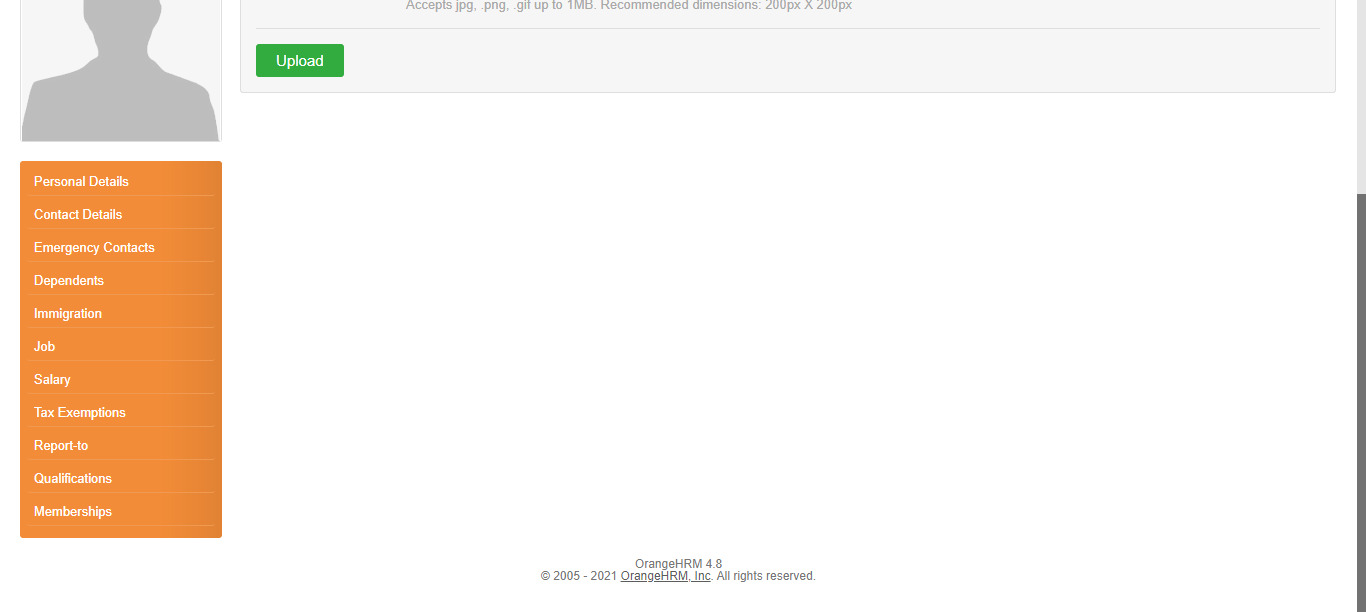 Accepts jpg, .png, .gif up to 1MB. Recommended dimensions: 200px X 200px
Upload
Personal Details
Contact Details
Emergency Contacts
Dependents
Immigration
Job
Salary
Tax Exemptions
Report-to
Qualifications
Memberships
OrangeHRM 4.8
© 2005 - 2021 OrangeHRM, Inc. All rights reserved.